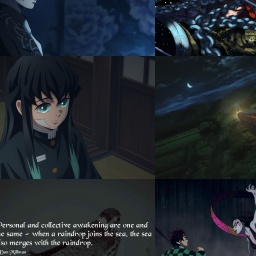 Personal and collective awakening are one and
the same - when a raindrop joins the sea, the sea
also merges with the raindrop.